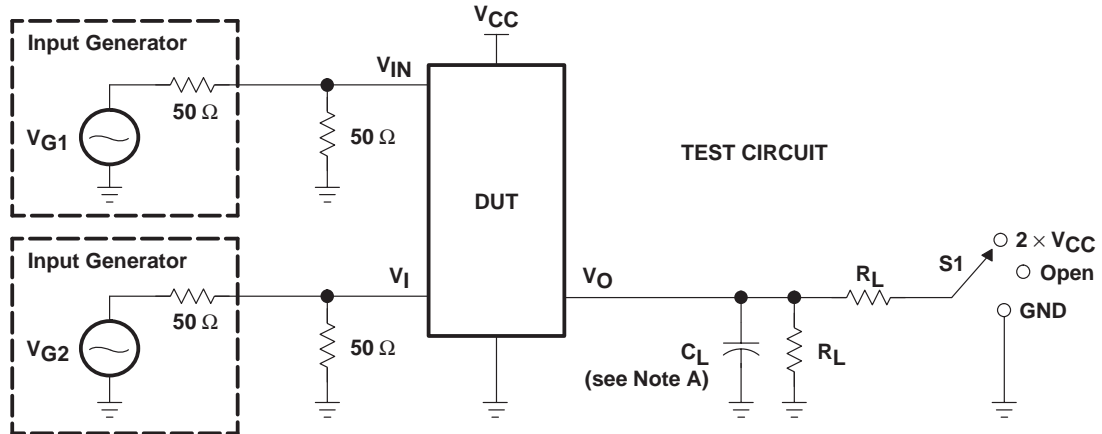 VCC
Input Generator
VIN
50 Ω
VG1
50 Ω
TEST CIRCUIT
DUT
Input Generator
VI
VO
50 Ω
VG2
50 Ω
CL
(see Note A)
RL
RL
S1
2 × VCC
Open
GND